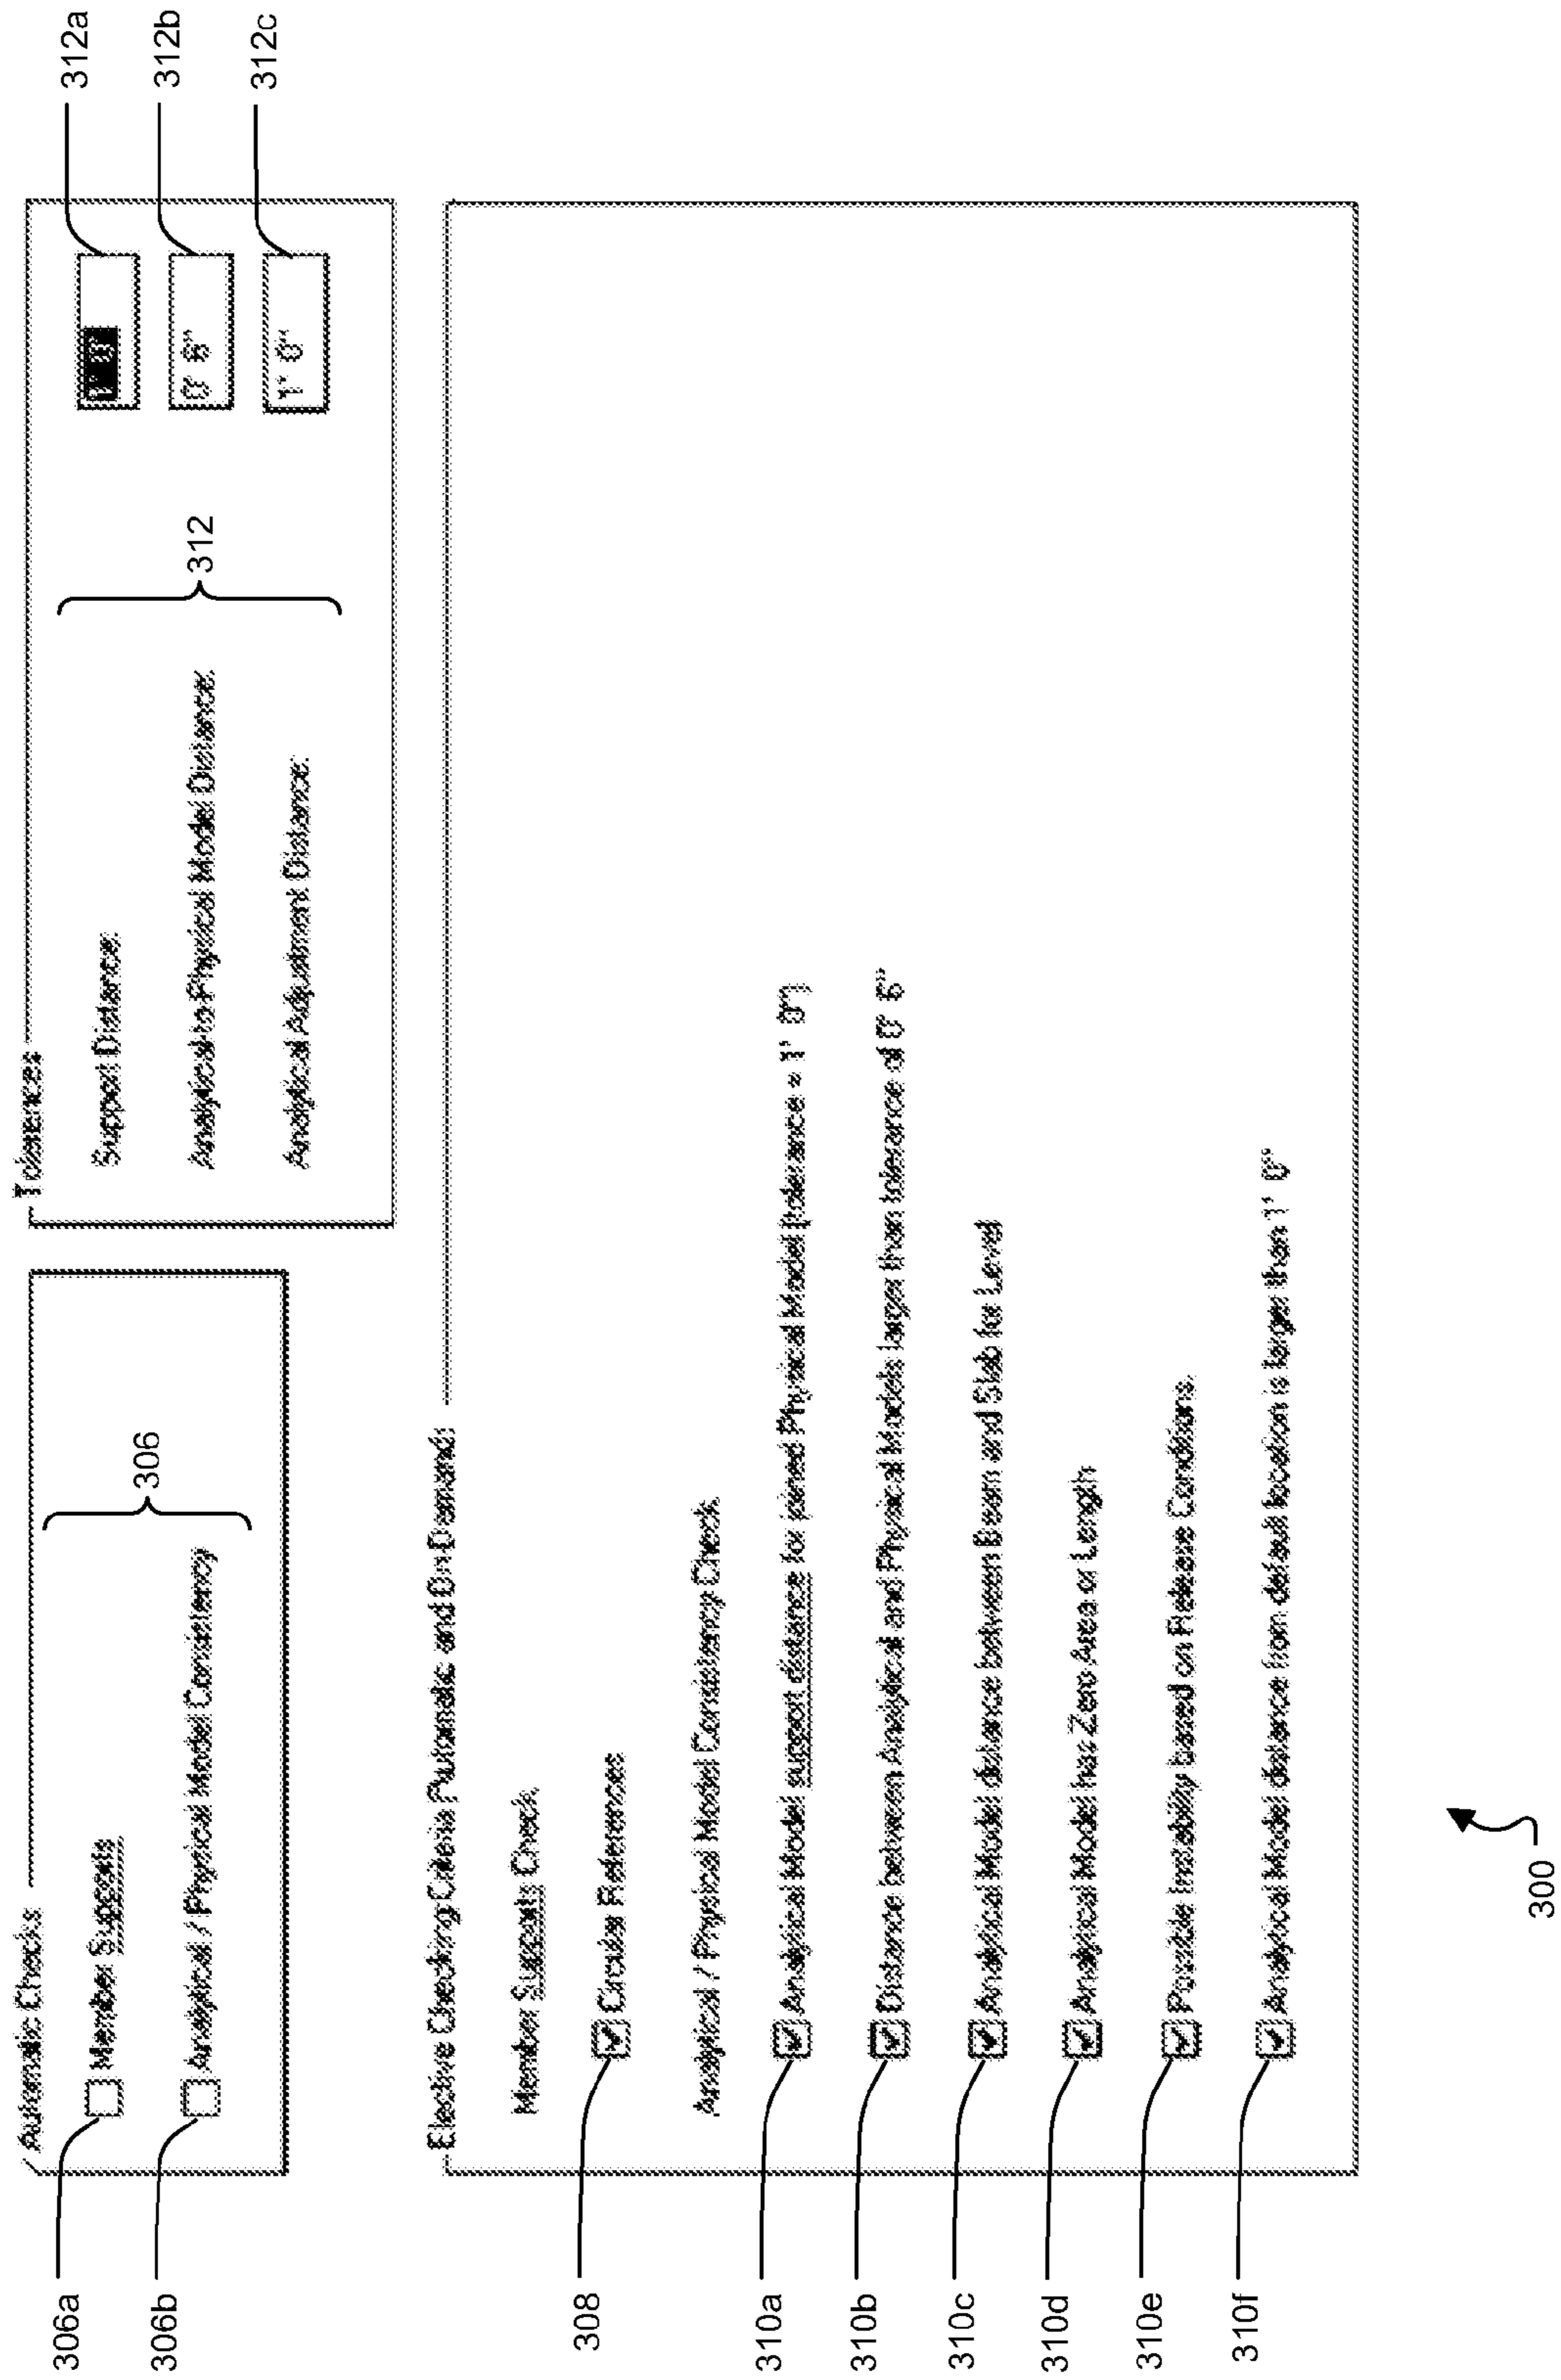 Automatic Checks
306a
Member Supports
306b
Analytical / Physical Model Consistency
306
Tolerances
Support Distance:
312a
Analytical-to-Physical Model Distance:
0' 6"
312b
Analytical Adjustment Distance:
1' 0"
312c
312
Elective Checking Criteria (Automatic and On Demand)
Member Supports Check.
308
Circular References
Analytical / Physical Model Consistency Check.
310a
Analytical Model support distance for joined Physical Model (tolerance = 1' 0")
310b
Distance between Analytical and Physical Models larger than tolerance of 0' 6"
310c
Analytical Model distance between Beam and Slab for Level
310d
Analytical Model has Zero Area or Length
310e
Possible Instability based on Release Conditions.
310f
Analytical Model distance from default location is larger than 1' 0"
300